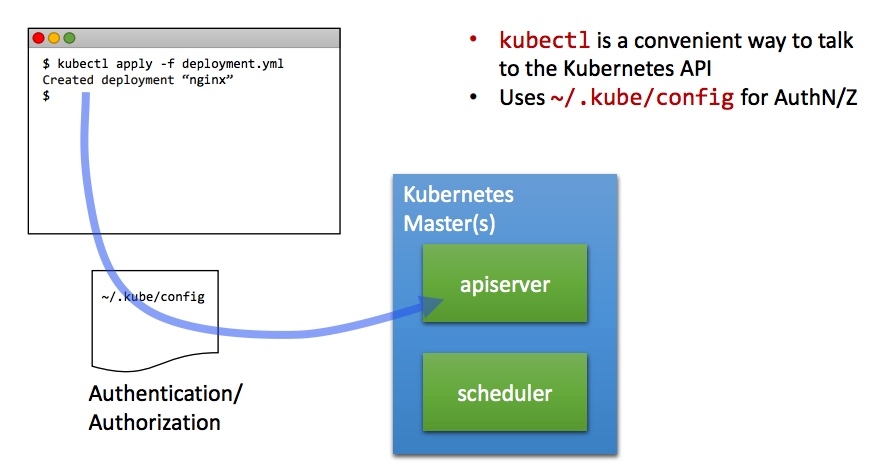 $ kubectl apply -f deployment.yml
Created deployment “nginx”
$
• kubectl is a convenient way to talk
to the Kubernetes API
• Uses ~/.kube/config for AuthN/Z
Kubernetes
Master(s)
apiserver
scheduler
~/.kube/config
Authentication/
Authorization